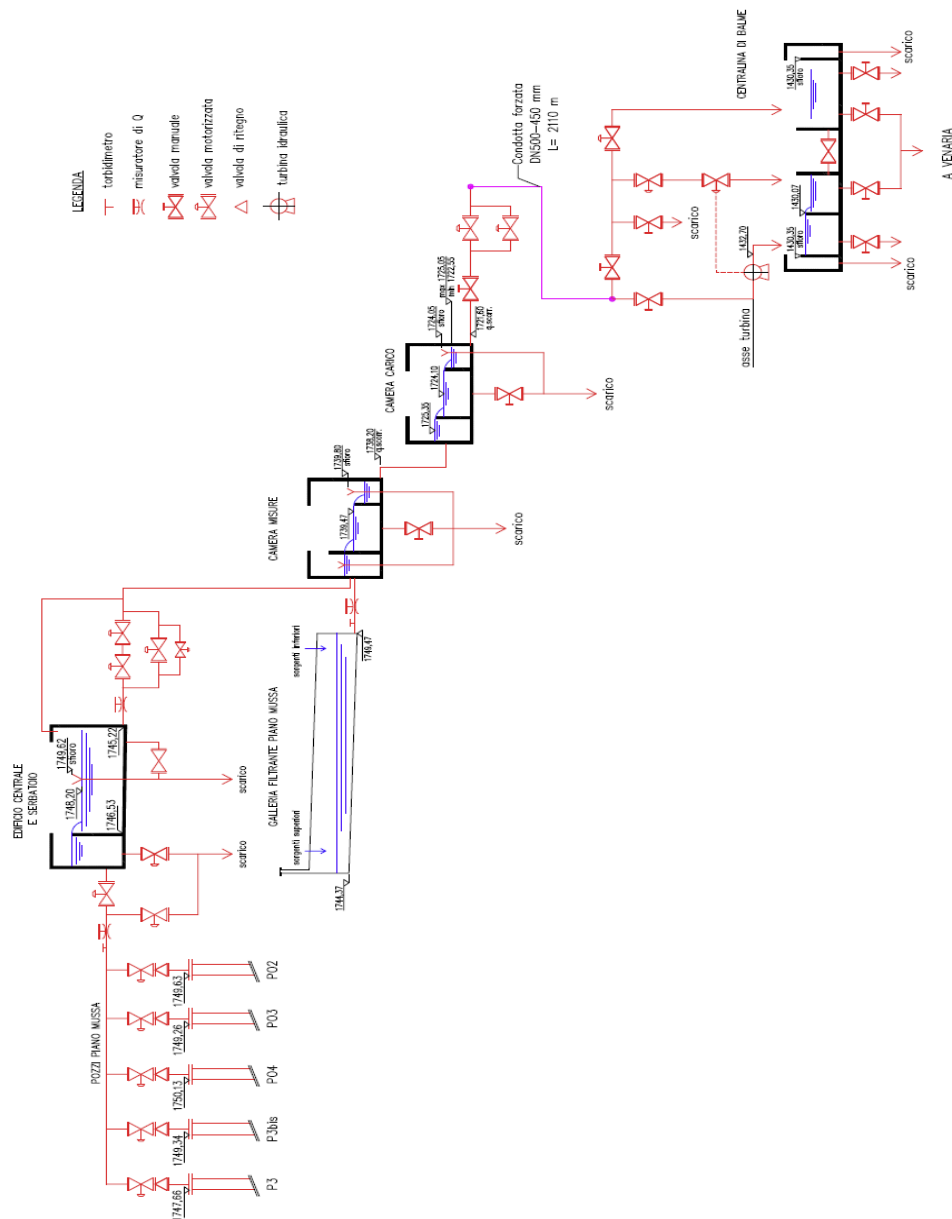 LEGENDA
torbidimetro
misuratore di Q
valvola manuale
valvola motorizzata
valvola di ritegno
turbina idraulica
POZZI PIANO MUSSA
P3
1747,66
P3bis
1749,34
P04
1750,13
P03
1749,26
P02
1749,63
EDIFICIO CENTRALE
E SERBATOIO
1746,53
1748,20
1749,62
sfioro
1745,22
scarico
scarico
GALLERIA FILTRANTE PIANO MUSSA
sorgenti superiori
sorgenti inferiori
1744,37
1749,47
CAMERA MISURE
1739,47
1739,80
sfioro
1738,20
q.scorr.
scarico
CAMERA CARICO
1725,35
1724,10
1724,05
sfioro
max 1725,05
min 1722,55
1721,60
q.scorr.
scarico
Condotta forzata
DN500-450 mm
L= 2110 m
scarico
asse turbina
1432,70
CENTRALINA DI BALME
1430,35
sfioro
1430,07
1430,35
sfioro
scarico
scarico
A VENARIA